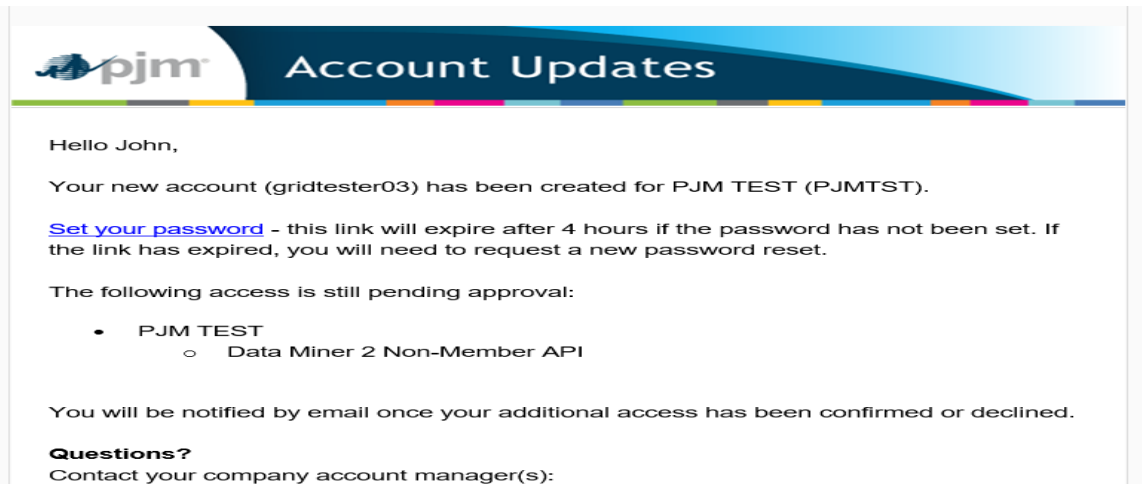 pjm
Account Updates
Hello John,
Your new account (gridtester03) has been created for PJM TEST (PJMTST).
Set your password - this link will expire after 4 hours if the password has not been set. If
the link has expired, you will need to request a new password reset.
The following access is still pending approval:
• PJM TEST
○ Data Miner 2 Non-Member API
You will be notified by email once your additional access has been confirmed or declined.
Questions?
Contact your company account manager(s):